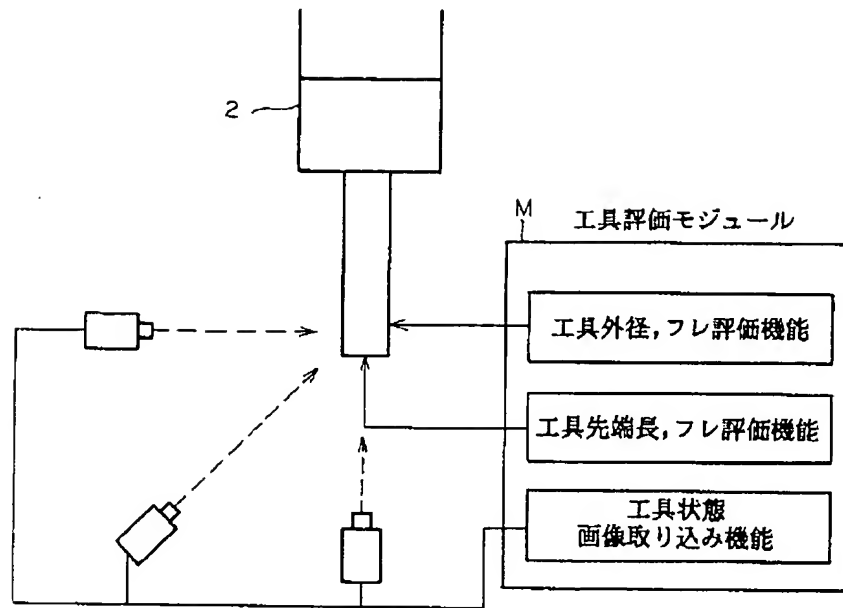 2
M
工具評価モジュール
工具外径,フレ評価機能
工具先端長,フレ評価機能
工具状態
画像取り込み機能